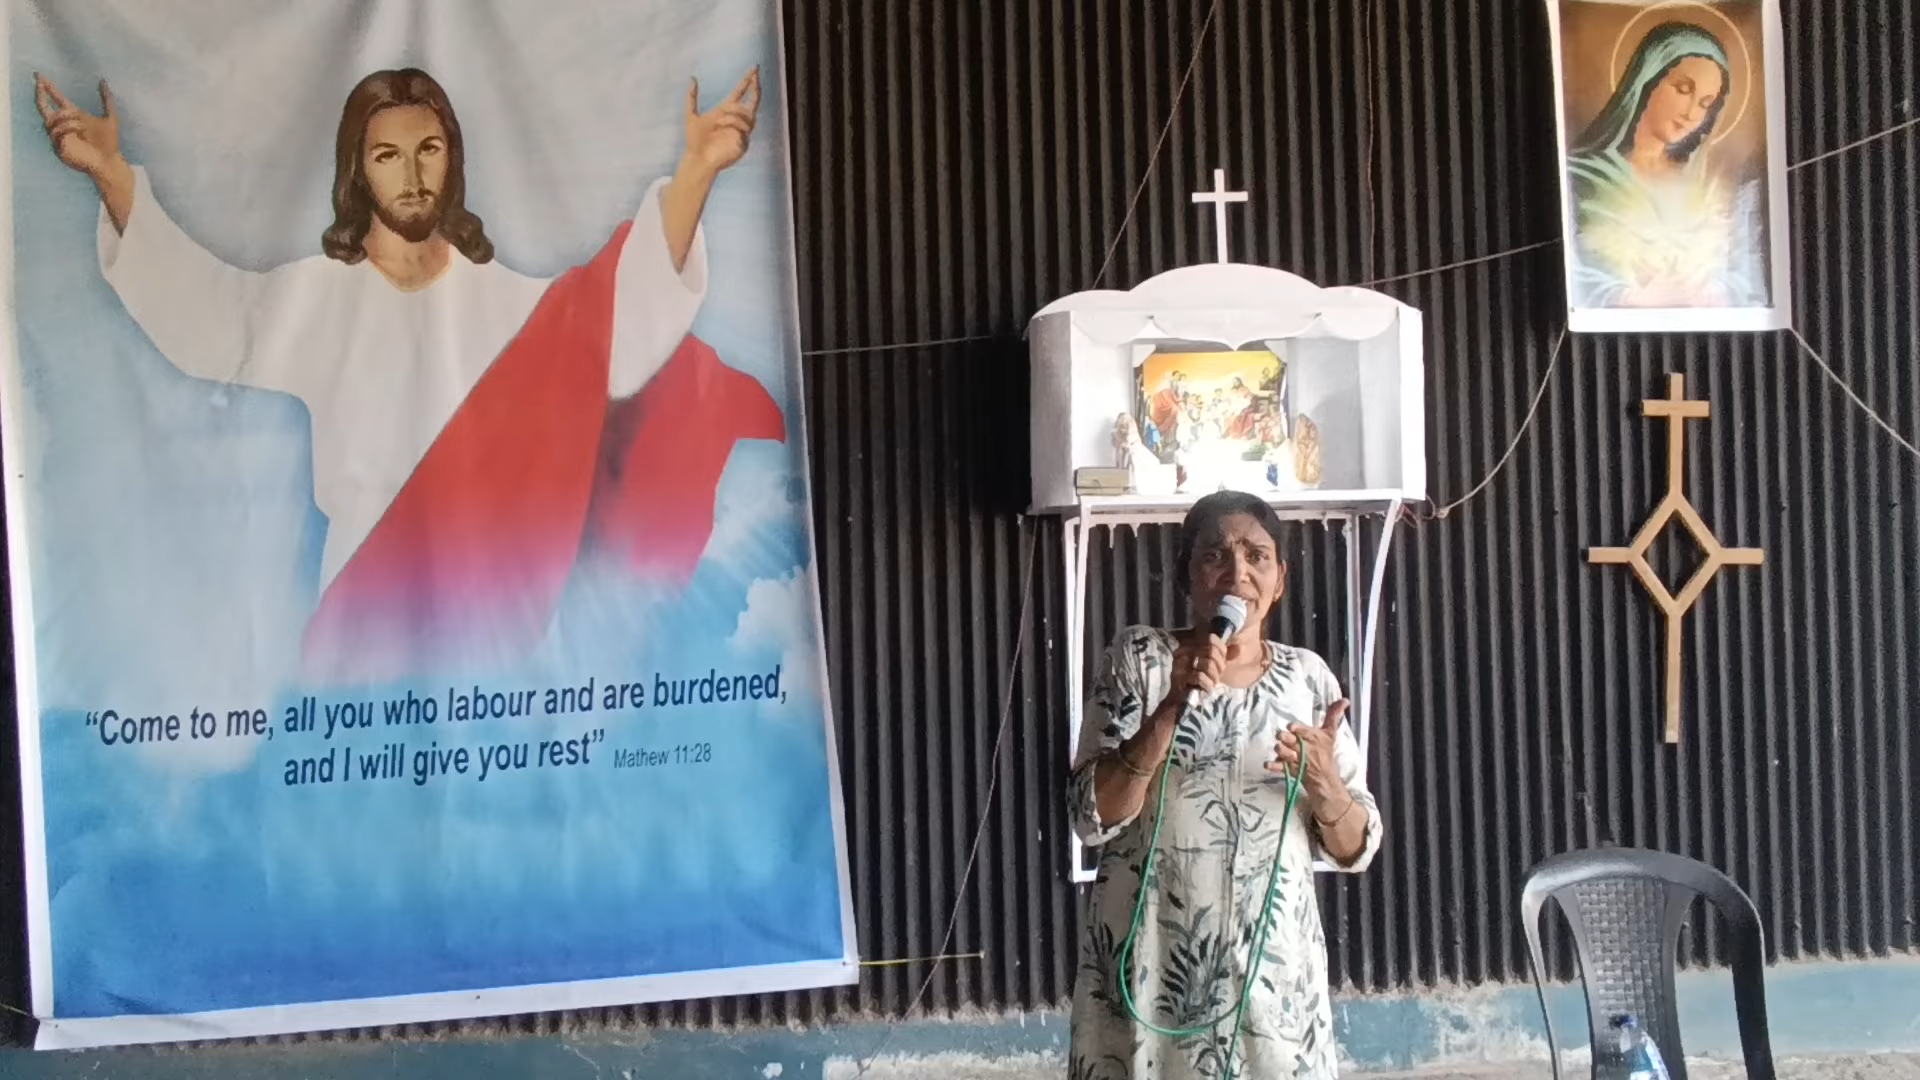 “Come to me, all you who labour and are burdened,
and I will give you rest” Mathew 11:28